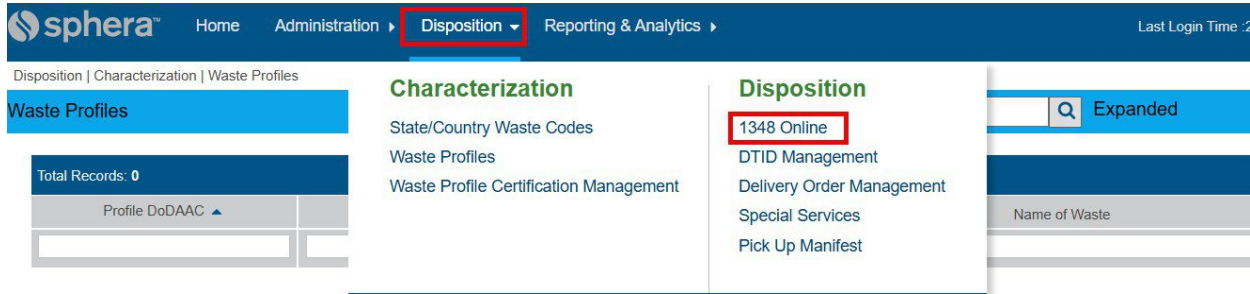 sphera™ Home Administration Disposition Reporting & Analytics Last Login Time :2
Disposition | Characterization | Waste Profiles
Waste Profiles
Expanded
Characterization
State/Country Waste Codes
Waste Profiles
Waste Profile Certification Management
Disposition
1348 Online
DTID Management
Delivery Order Management
Special Services
Pick Up Manifest
Total Records: 0
Profile DoDAAC
Name of Waste